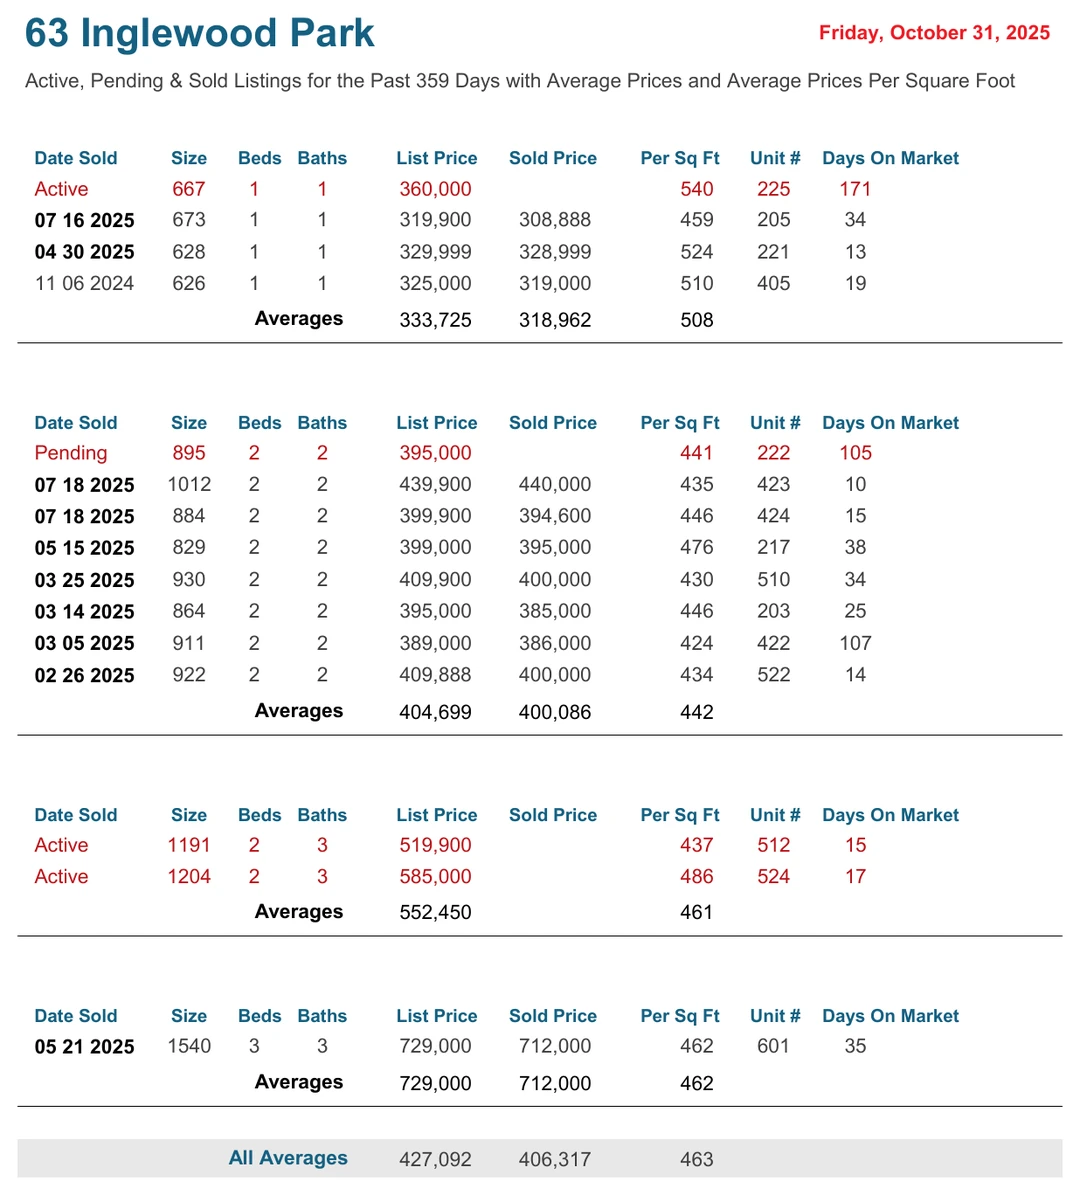 63 Inglewood Park
Friday, October 31, 2025
Active, Pending & Sold Listings for the Past 359 Days with Average Prices and Average Prices Per Square Foot
Date Sold Size Beds Baths List Price Sold Price Per Sq Ft Unit # Days On Market
Active 667 1 1 360,000 540 225 171
07 16 2025 673 1 1 319,900 308,888 459 205 34
04 30 2025 628 1 1 329,999 328,999 524 221 13
11 06 2024 626 1 1 325,000 319,000 510 405 19
Averages 333,725 318,962 508
Date Sold Size Beds Baths List Price Sold Price Per Sq Ft Unit # Days On Market
Pending 895 2 2 395,000 441 222 105
07 18 2025 1012 2 2 439,900 440,000 435 423 10
07 18 2025 884 2 2 399,900 394,600 446 424 15
05 15 2025 829 2 2 399,000 395,000 476 217 38
03 25 2025 930 2 2 409,900 400,000 430 510 34
03 14 2025 864 2 2 395,000 385,000 446 203 25
03 05 2025 911 2 2 389,000 386,000 424 422 107
02 26 2025 922 2 2 409,888 400,000 434 522 14
Averages 404,699 400,086 442
Date Sold Size Beds Baths List Price Sold Price Per Sq Ft Unit # Days On Market
Active 1191 2 3 519,900 437 512 15
Active 1204 2 3 585,000 486 524 17
Averages 552,450 461
Date Sold Size Beds Baths List Price Sold Price Per Sq Ft Unit # Days On Market
05 21 2025 1540 3 3 729,000 712,000 462 601 35
Averages 729,000 712,000 462
All Averages 427,092 406,317 463